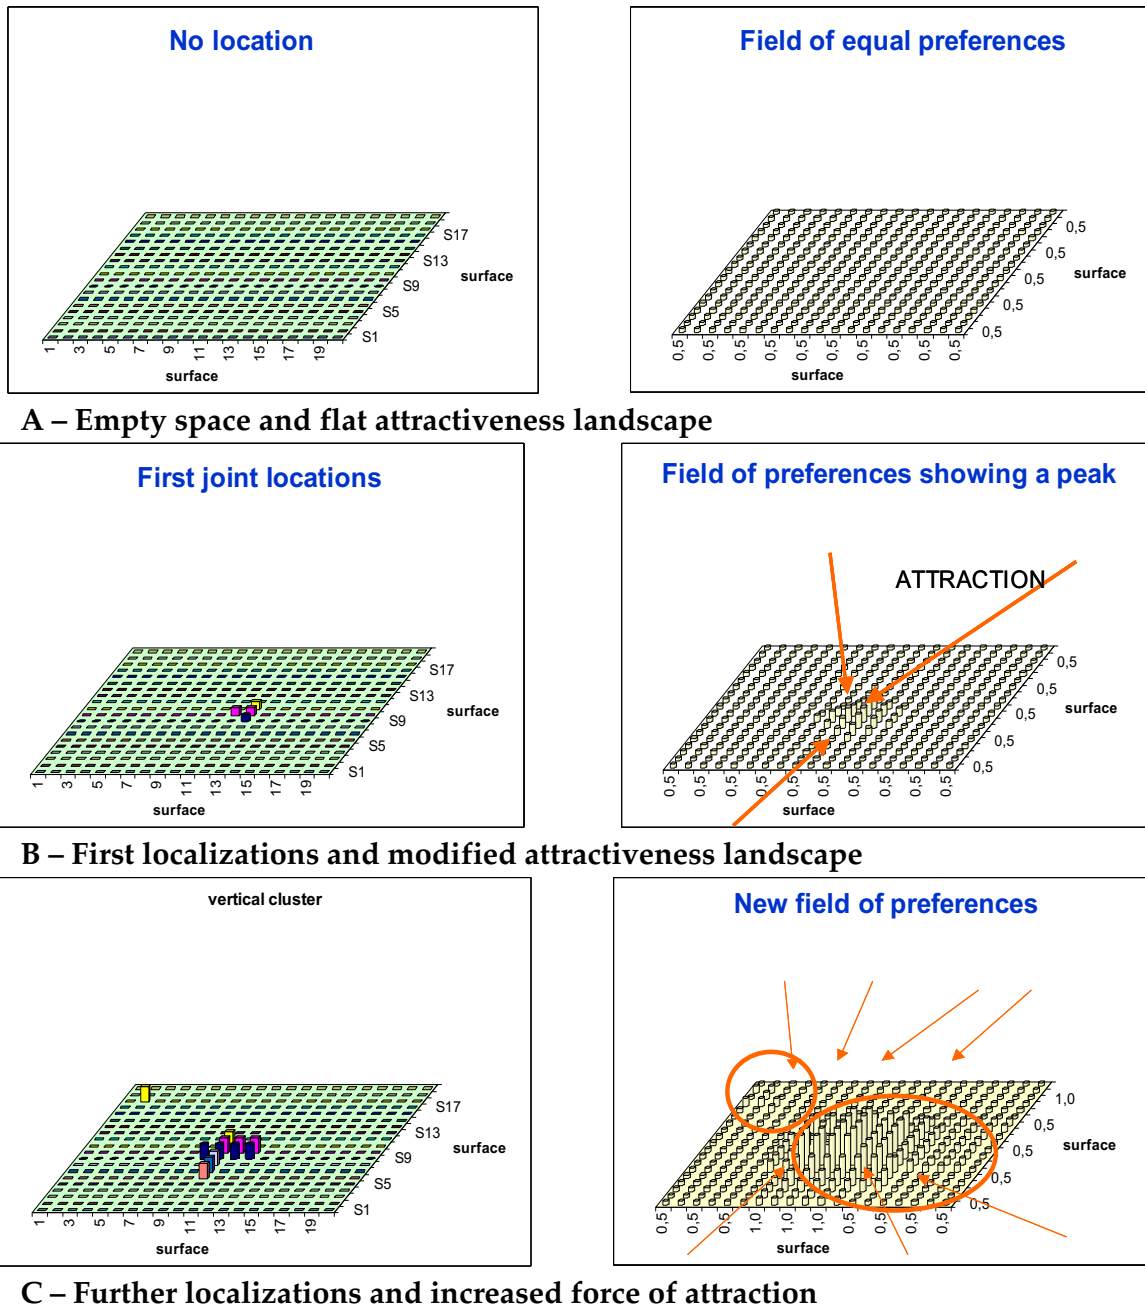 No location
S17
S13
S9
S5
S1
surface
1 3 5 7 9 11 13 15 17 19
surface
Field of equal preferences
0,5
0,5
0,5
0,5
0,5
surface
0,5 0,5 0,5 0,5 0,5 0,5 0,5 0,5 0,5 0,5
surface
A – Empty space and flat attractiveness landscape
First joint locations
S17
S13
S9
S5
S1
surface
1 3 5 7 9 11 13 15 17 19
surface
Field of preferences showing a peak
ATTRACTION
0,5
0,5
0,5
0,5
0,5
surface
0,5 0,5 0,5 0,5 0,5 0,5 0,5 0,5 0,5 0,5
surface
B – First localizations and modified attractiveness landscape
vertical cluster
S17
S13
S9
S5
S1
surface
1 3 5 7 9 11 13 15 17 19
surface
New field of preferences
1,0
0,5
0,5
0,5
0,5
surface
0,5 0,5 0,5 1,0 1,0 1,0 0,5 0,5 0,5 0,5
surface
C – Further localizations and increased force of attraction